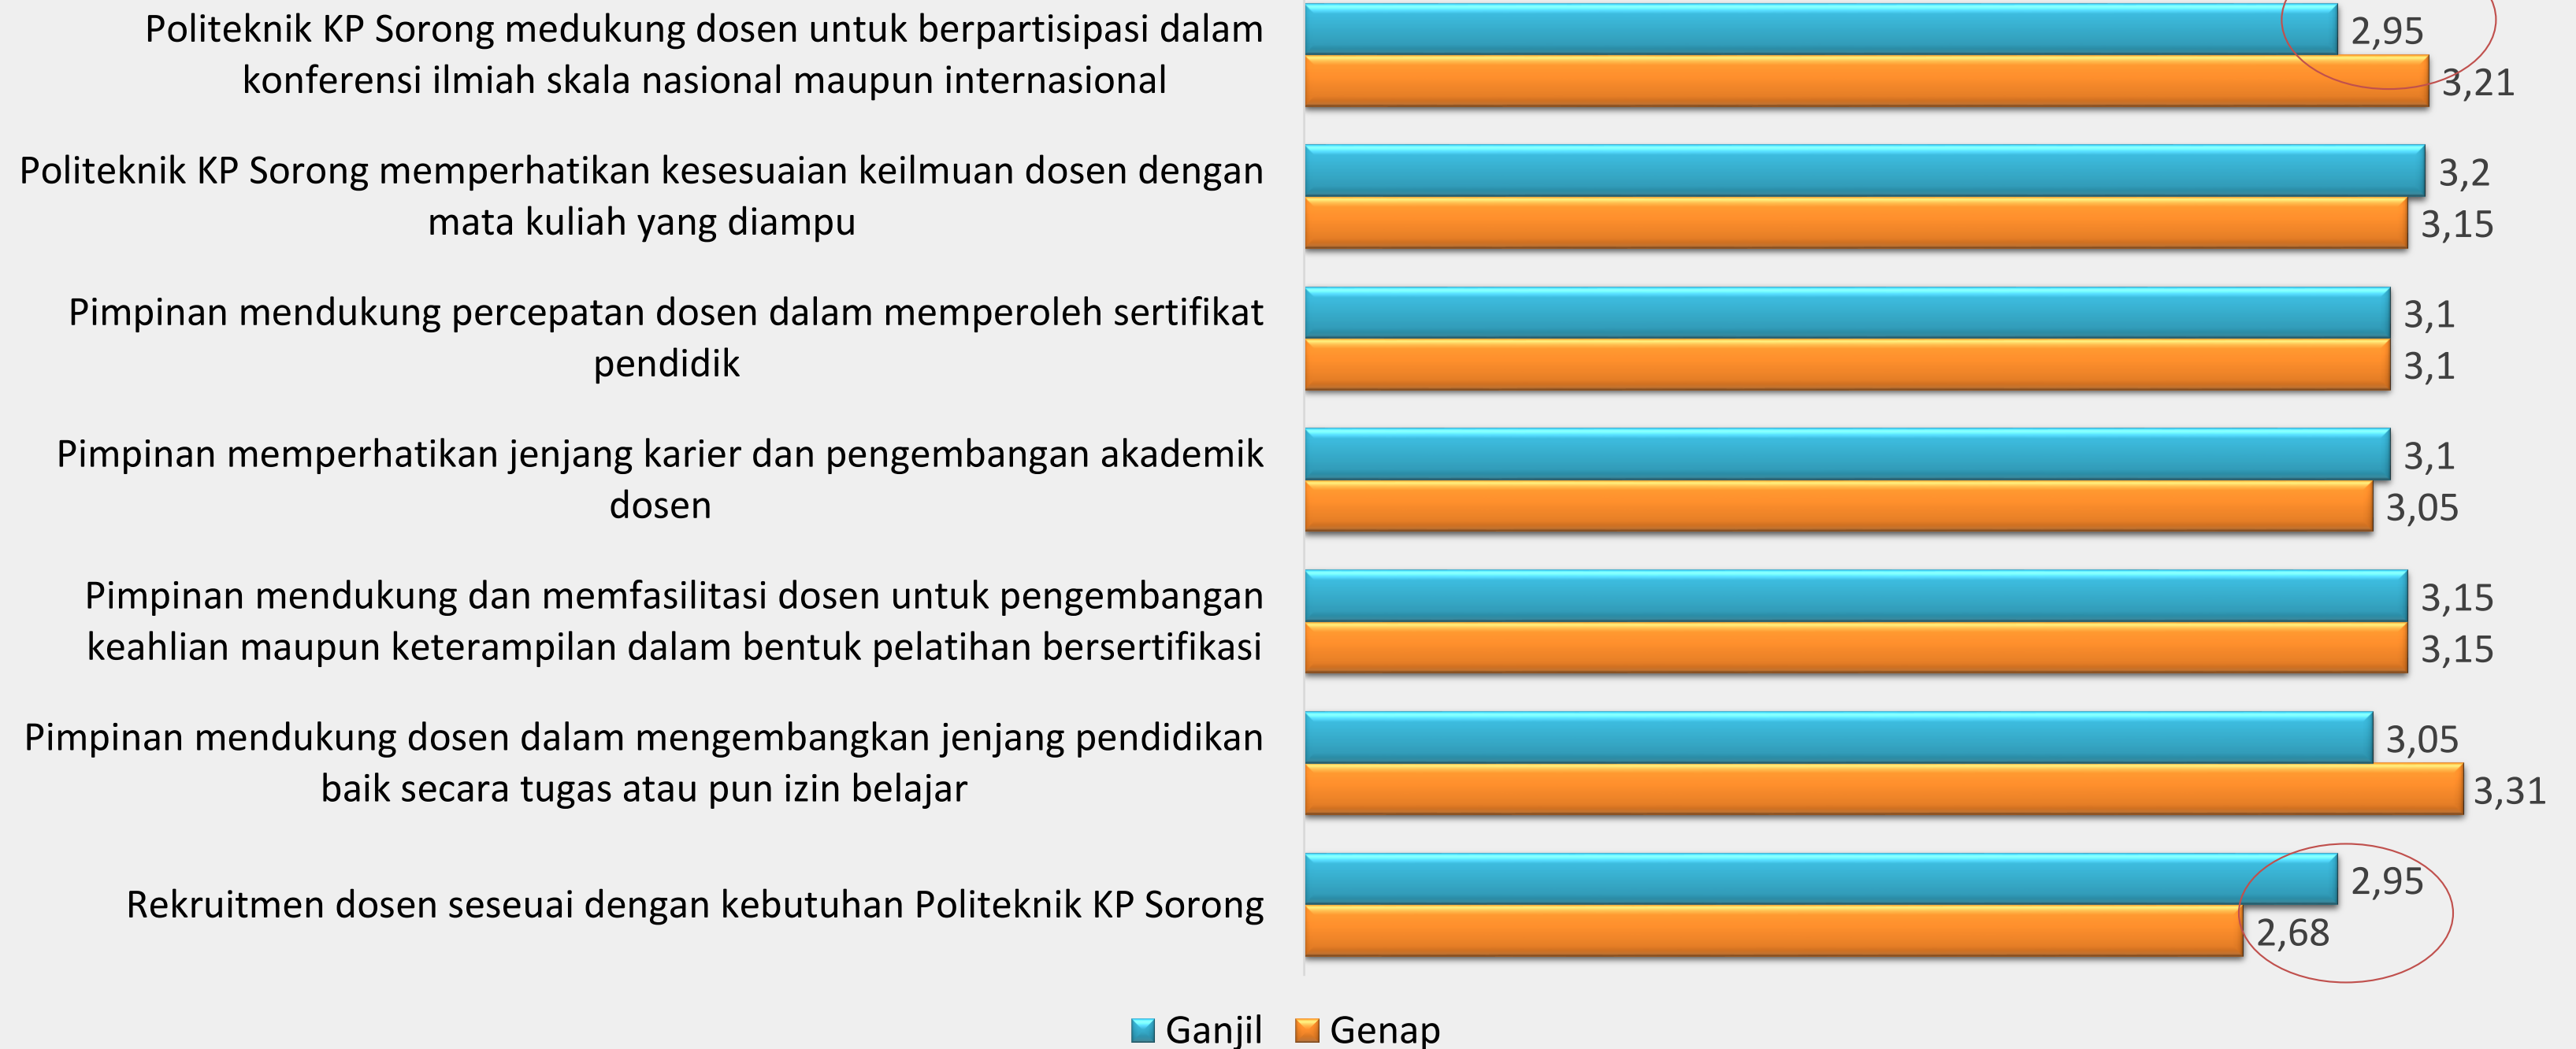 Politeknik KP Sorong medukung dosen untuk berpartisipasi dalam
konferensi ilmiah skala nasional maupun internasional
2,95
3,21
Politeknik KP Sorong memperhatikan kesesuaian keilmuan dosen dengan
mata kuliah yang diampu
3,2
3,15
Pimpinan mendukung percepatan dosen dalam memperoleh sertifikat
pendidik
3,1
3,1
Pimpinan memperhatikan jenjang karier dan pengembangan akademik
dosen
3,1
3,05
Pimpinan mendukung dan memfasilitasi dosen untuk pengembangan
keahlian maupun keterampilan dalam bentuk pelatihan bersertifikasi
3,15
3,15
Pimpinan mendukung dosen dalam mengembangkan jenjang pendidikan
baik secara tugas atau pun izin belajar
3,05
3,31
Rekruitmen dosen seseuai dengan kebutuhan Politeknik KP Sorong
2,95
2,68
Ganjil Genap